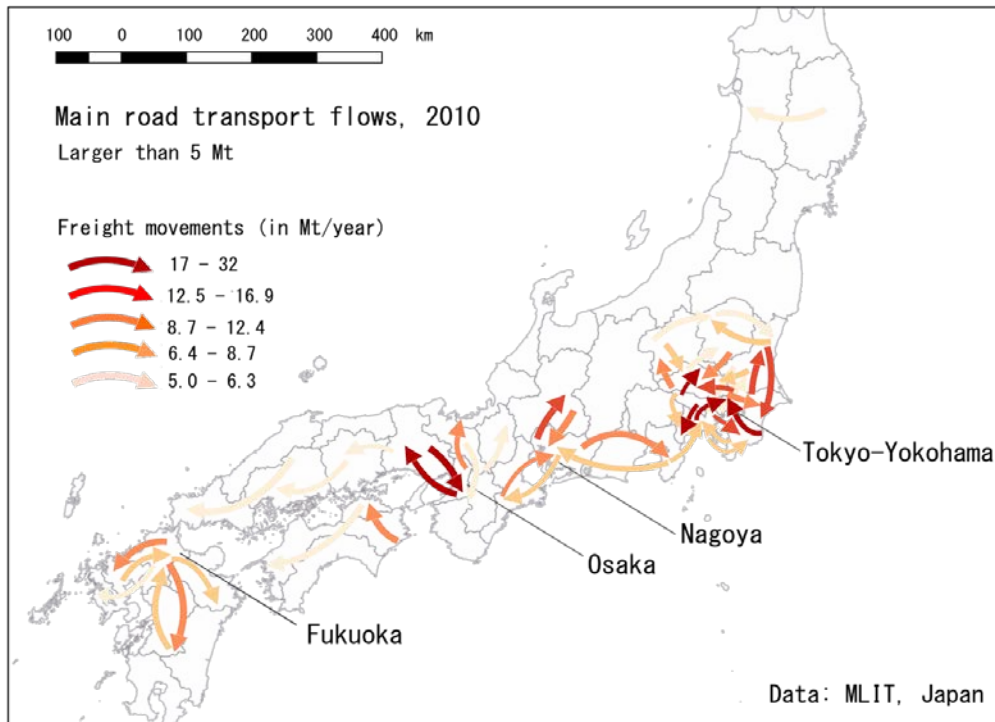 100 0 100 200 300 400 km
Main road transport flows, 2010
Larger than 5 Mt
Freight movements (in Mt/year)
17 - 32
12.5 - 16.9
8.7 - 12.4
6.4 - 8.7
5.0 - 6.3
Tokyo-Yokohama
Nagoya
Osaka
Fukuoka
Data: MLIT, Japan